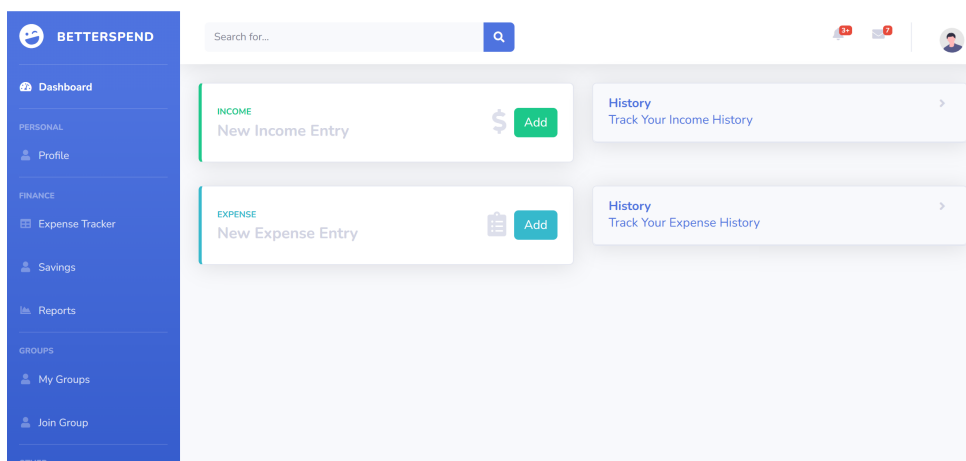 BETTERSPEND
Search for...
3+
7
Dashboard
PERSONAL
Profile
FINANCE
Expense Tracker
Savings
Reports
GROUPS
My Groups
Join Group
INCOME
New Income Entry
$
Add
History
Track Your Income History
EXPENSE
New Expense Entry
Add
History
Track Your Expense History